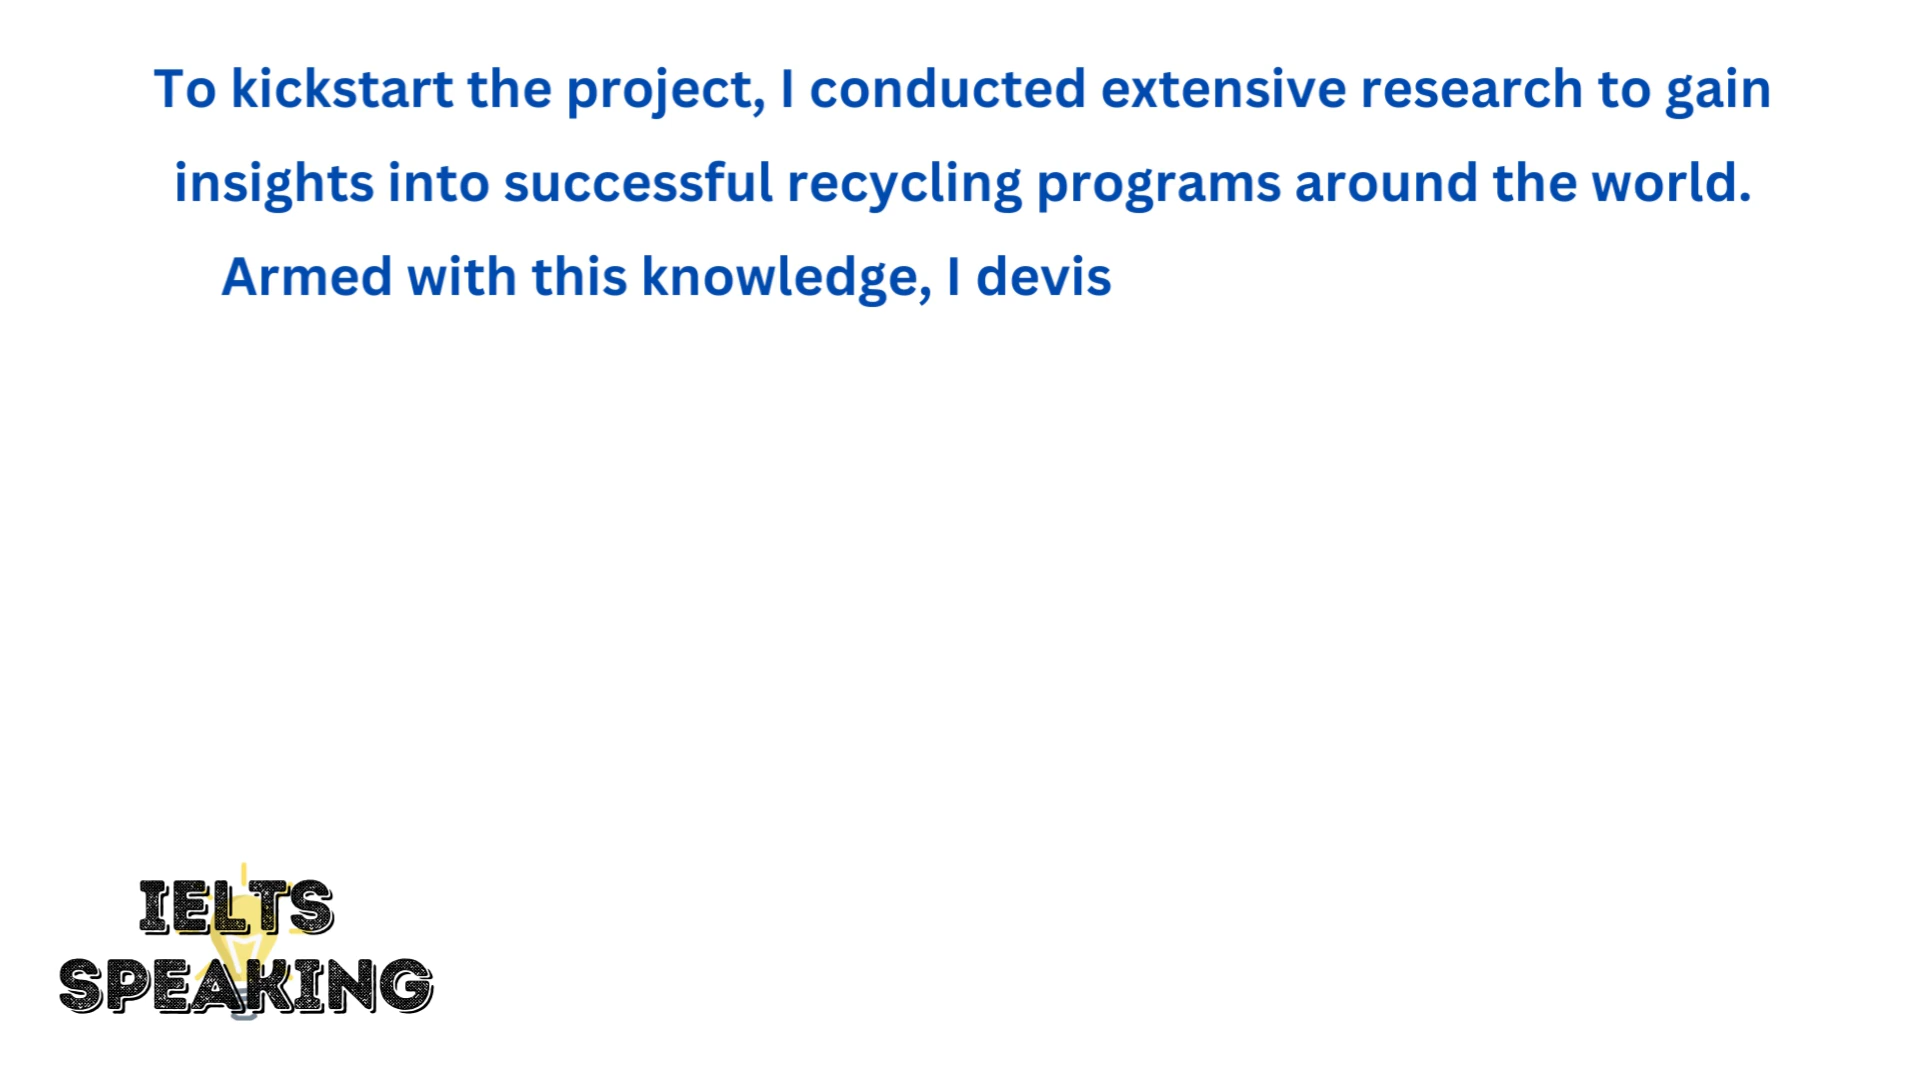 To kickstart the project, I conducted extensive research to gain
insights into successful recycling programs around the world.
Armed with this knowledge, I devis
IELTS
SPEAKING